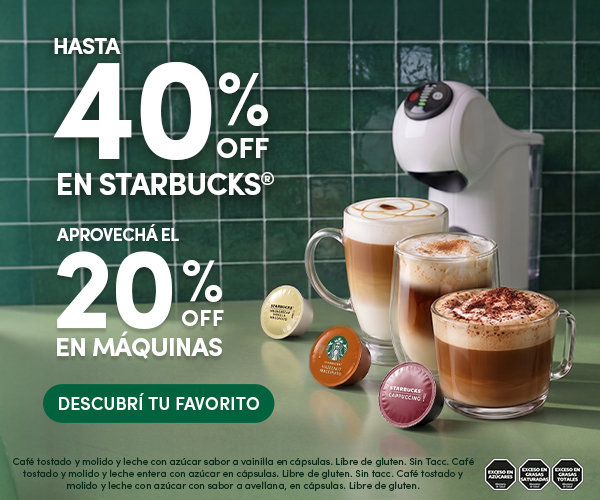 HASTA
40%
OFF
EN STARBUCKS®
APROVECHÁ EL
20%
OFF
EN MÁQUINAS
STARBUCKS
STARBUCKS
CAPPUCCINO
DESCUBRÍ TU FAVORITO
Café tostado y molido y leche con azúcar sabor a vainilla en cápsulas. Libre de gluten. Sin Tacc. Café
tostado y molido y leche entera con azúcar en cápsulas. Libre de gluten. Sin tacc. Café tostado y
molido y leche con azúcar con sabor a avellana, en cápsulas. Libre de gluten.
EXCESO EN
AZÚCARES
EXCESO EN
GRASAS
SATURADAS
EXCESO EN
GRASAS
TOTALES